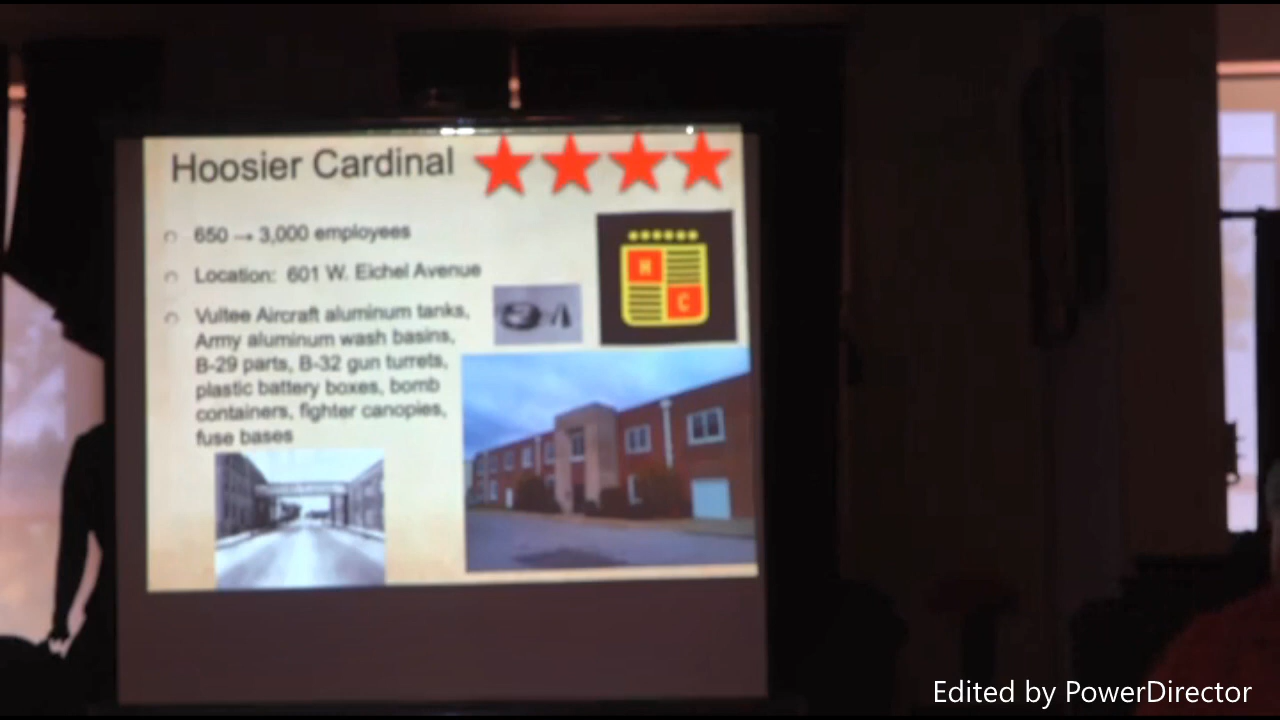 Hoosier Cardinal
650 → 3,000 employees
Location: 601 W. Eichel Avenue
Vultee Aircraft aluminum tanks,
Army aluminum wash basins,
B-29 parts, B-32 gun turrets,
plastic battery boxes, bomb
containers, fighter canopies,
fuse bases
H
C
Edited by PowerDirector